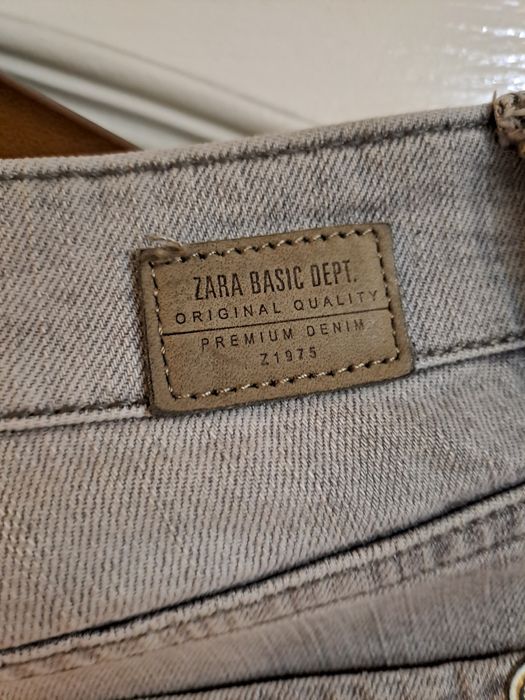 ZARA BASIC DEPT.
ORIGINAL QUALITY
PREMIUM DENIM
Z1975